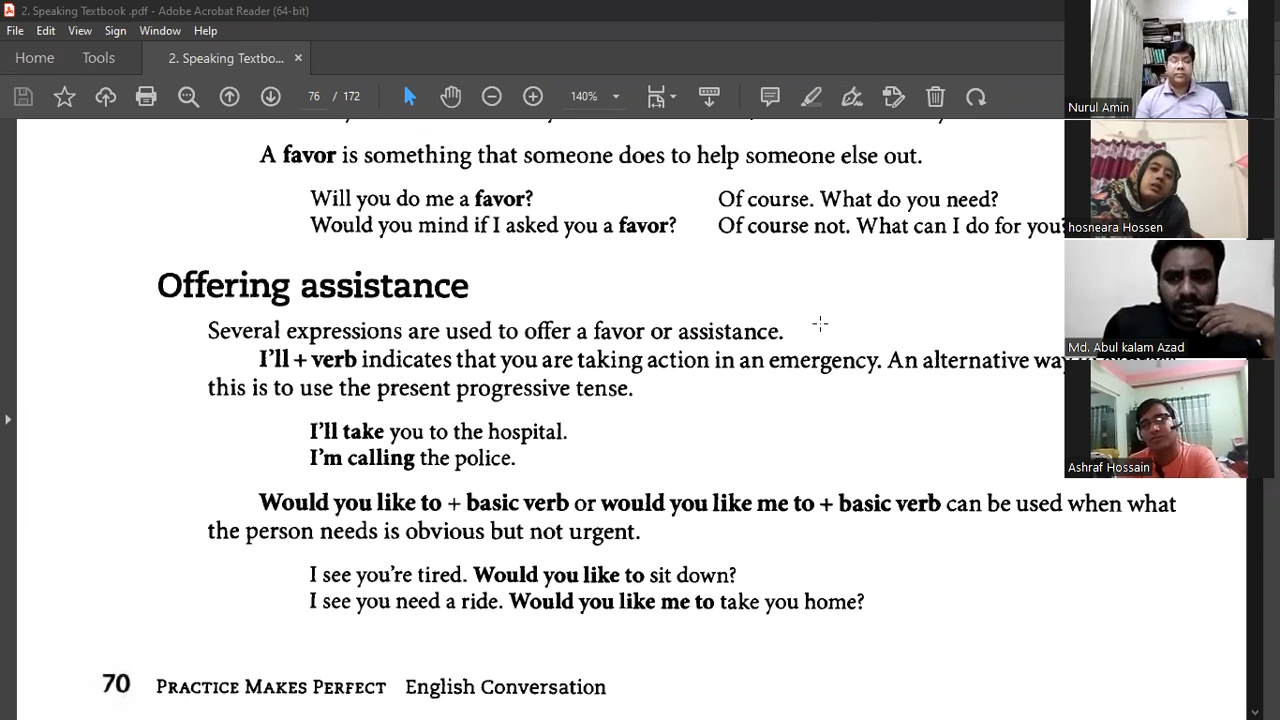 2. Speaking Textbook .pdf - Adobe Acrobat Reader (64-bit)
File Edit View Sign Window Help
Home Tools 2. Speaking Textbo... ×
76 / 172 140%
A favor is something that someone does to help someone else out.
Will you do me a favor? Of course. What do you need?
Would you mind if I asked you a favor? Of course not. What can I do for you?
Offering assistance
Several expressions are used to offer a favor or assistance.
I'll + verb indicates that you are taking action in an emergency. An alternative way
this is to use the present progressive tense.
I'll take you to the hospital.
I'm calling the police.
Would you like to + basic verb or would you like me to + basic verb can be used when what
the person needs is obvious but not urgent.
I see you're tired. Would you like to sit down?
I see you need a ride. Would you like me to take you home?
70 PRACTICE MAKES PERFECT English Conversation
Nurul Amin
hosneara Hossen
Md. Abul kalam Azad
Ashraf Hossain